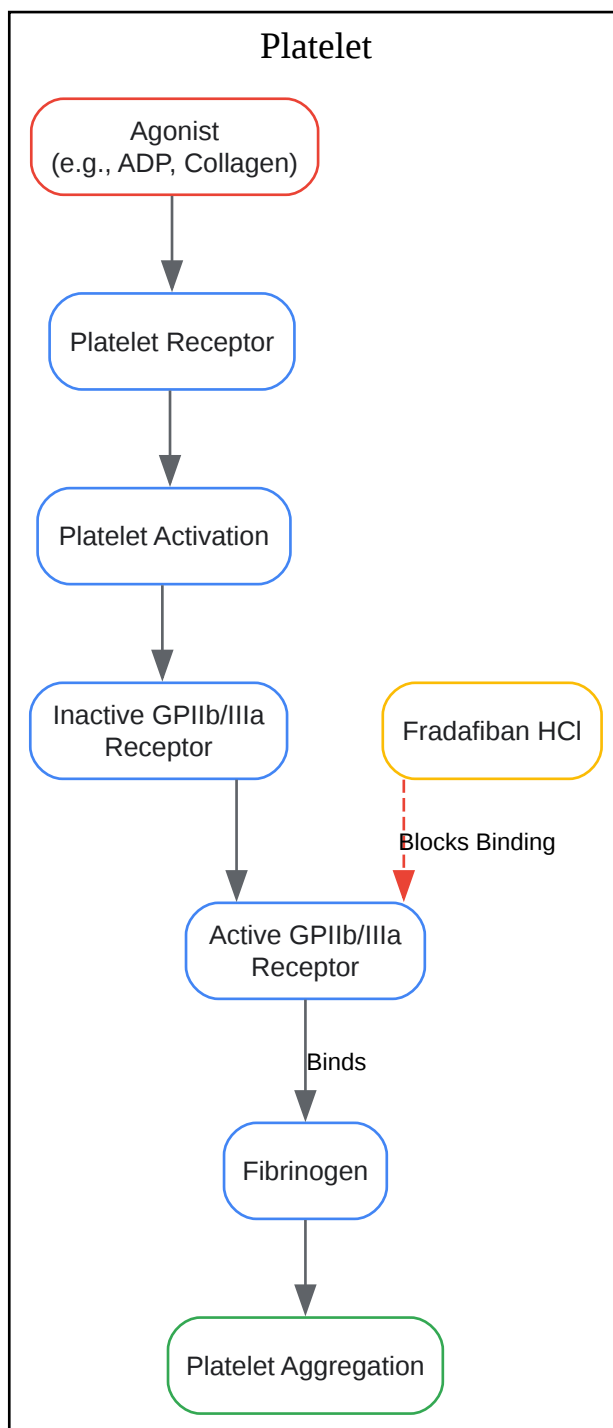 Platelet
Agonist
(e.g., ADP, Collagen)
Platelet Receptor
Platelet Activation
Inactive GPIIb/IIIa
Receptor
Fradafiban HCl
Blocks Binding
Active GPIIb/IIIa
Receptor
Binds
Fibrinogen
Platelet Aggregation